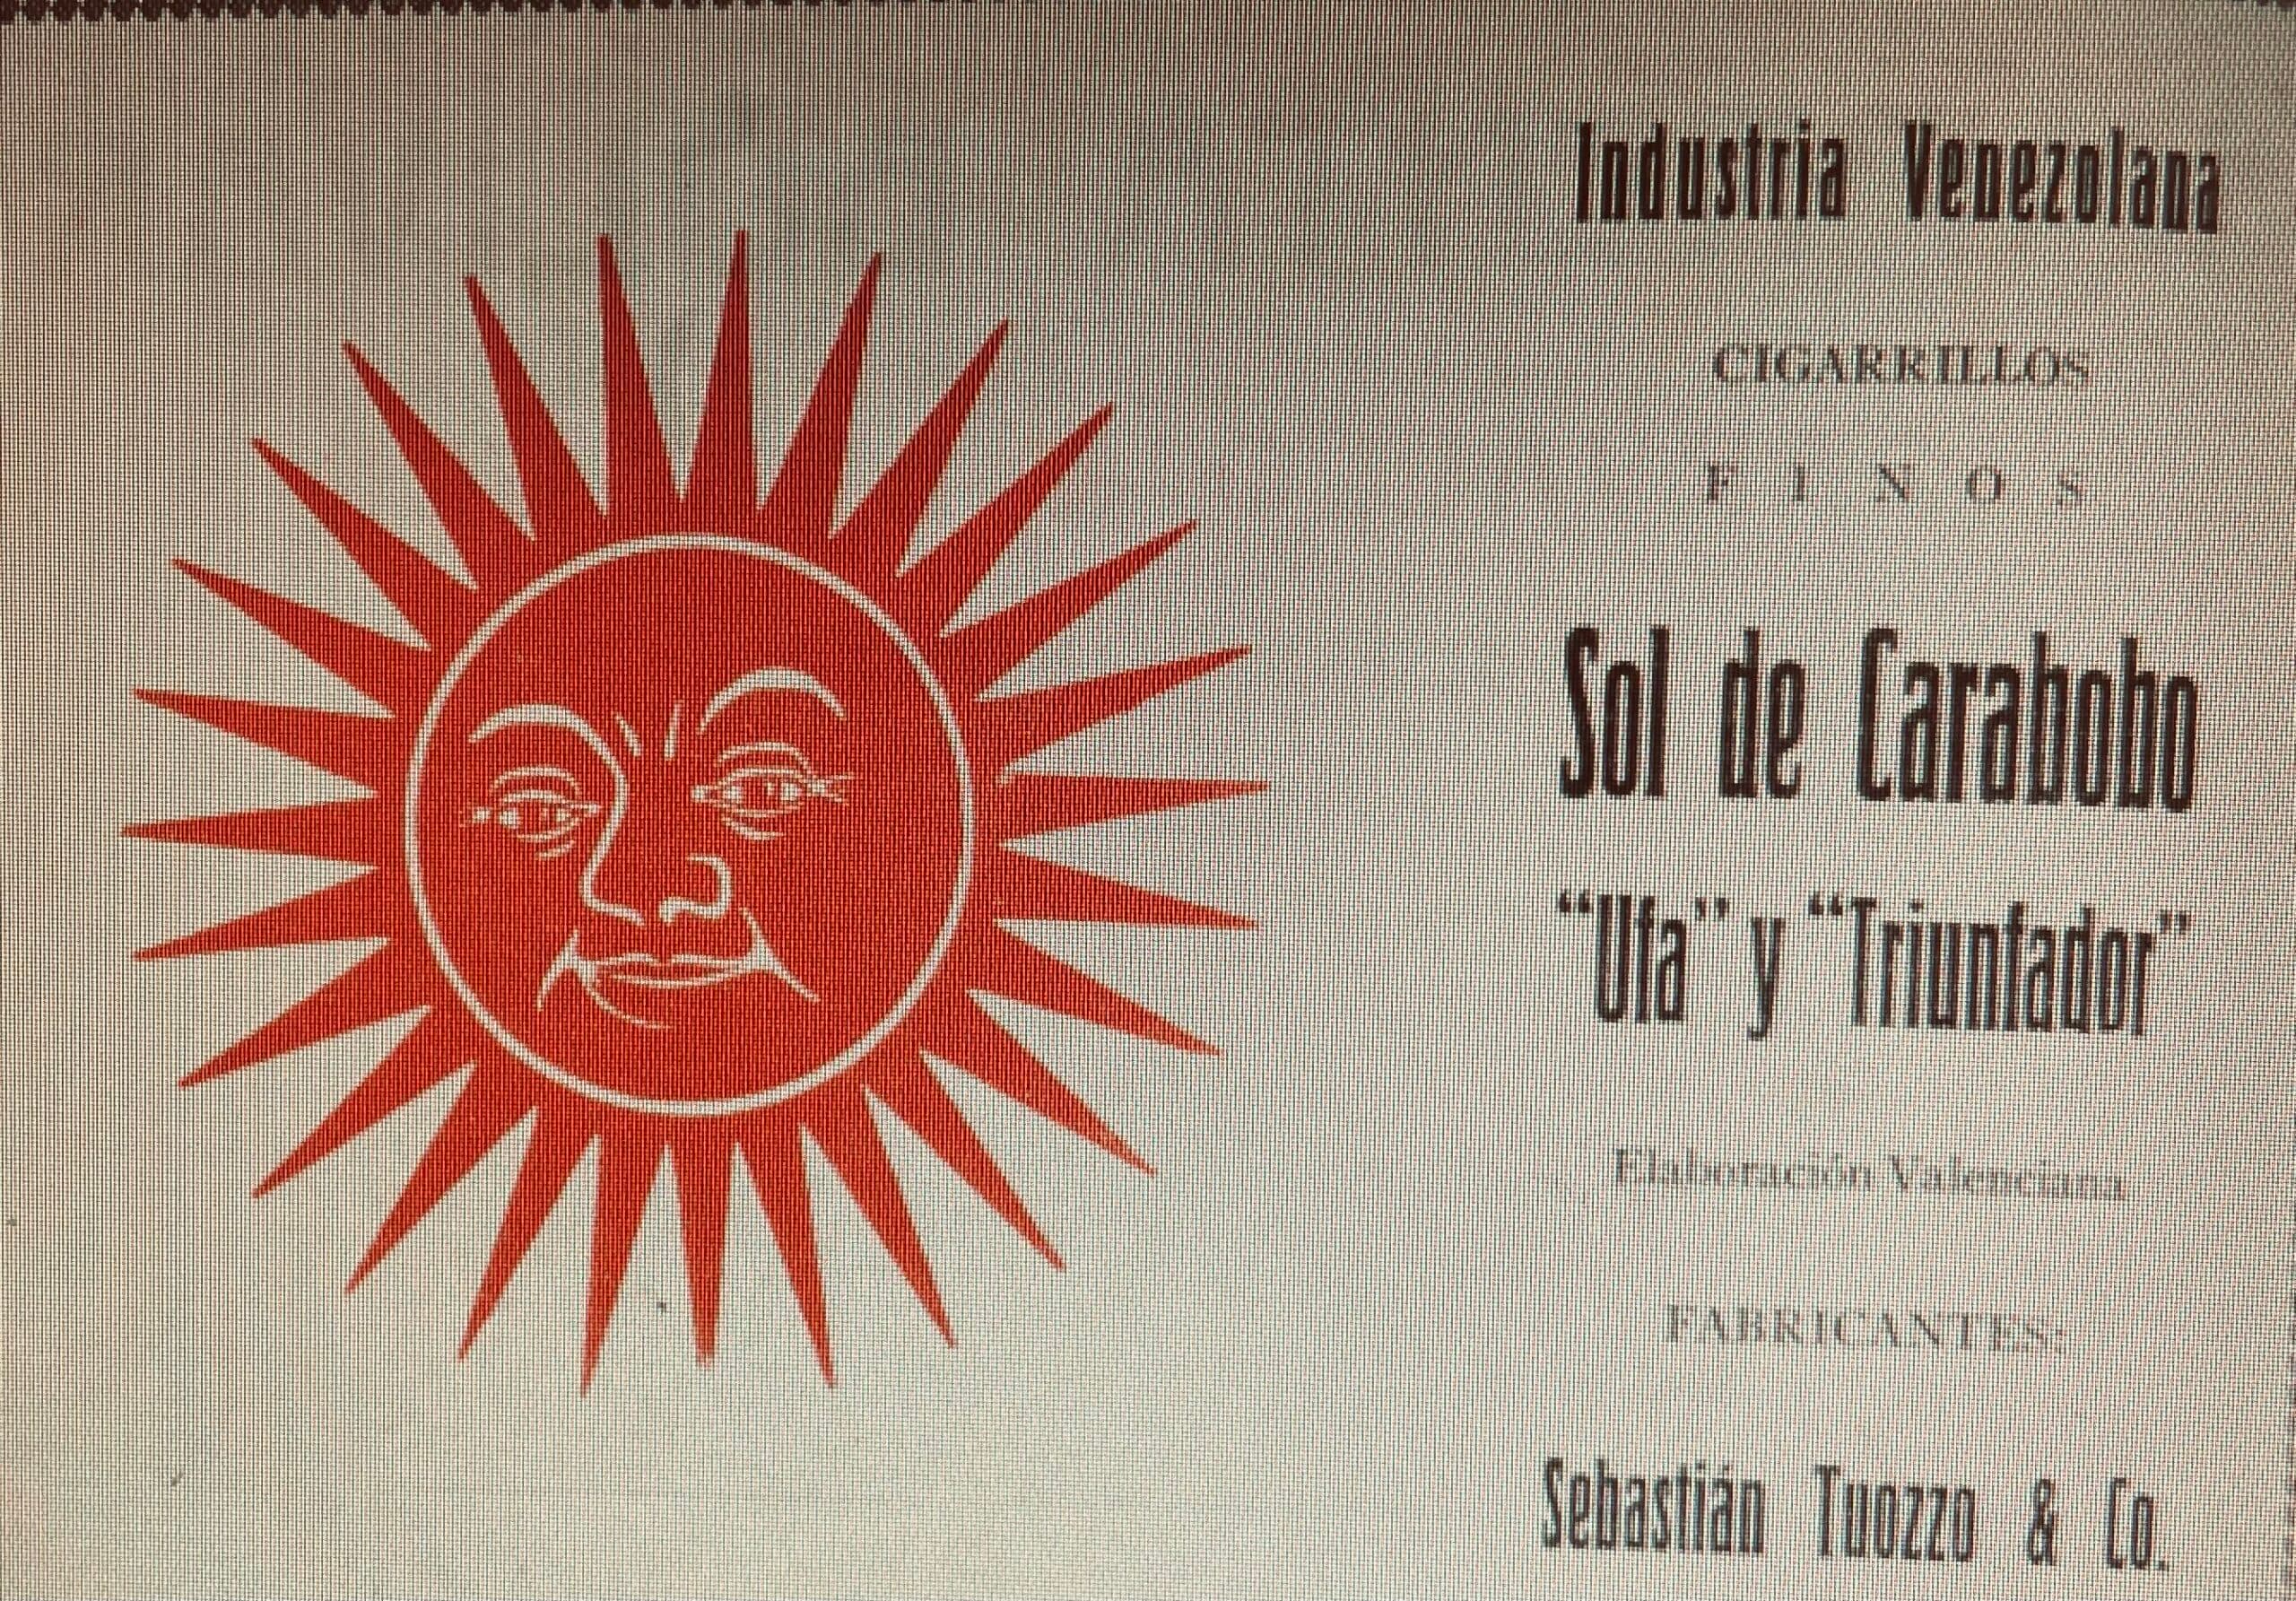 Industria Venezolana
CIGARRILLOS
FINOS
Sol de Carabobo
“Ufa” y “Triunfador”
Elaboración Valenciana
FABRICANTES:
Sebastián Tuozzo & Co.